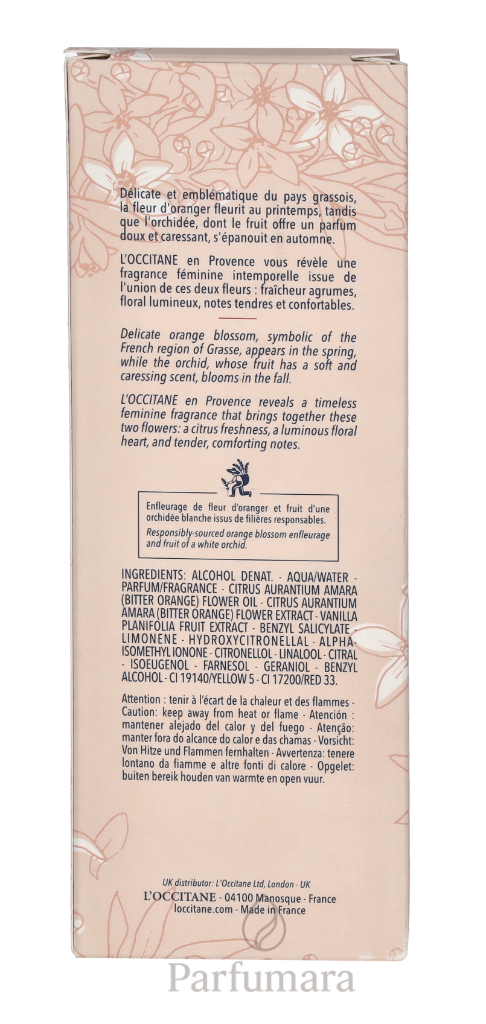 Délicate et emblématique du pays grassois,
la fleur d'oranger fleurit au printemps, tandis
que l'orchidée, dont le fruit offre un parfum
doux et caressant, s'épanouit en automne.
L'OCCITANE en Provence vous révèle une
fragrance féminine intemporelle issue de
l'union de ces deux fleurs : fraîcheur agrumes,
floral lumineux, notes tendres et confortables.
Delicate orange blossom, symbolic of the
French region of Grasse, appears in the spring,
while the orchid, whose fruit has a soft and
caressing scent, blooms in the fall.
L'OCCITANE en Provence reveals a timeless
feminine fragrance that brings together these
two flowers: a citrus freshness, a luminous floral
heart, and tender, comforting notes.
Enfleurage de fleur d'oranger et fruit d'une
orchidée blanche issus de filières responsables.
Responsibly-sourced orange blossom enfleurage
and fruit of a white orchid.
INGREDIENTS: ALCOHOL DENAT. - AQUA/WATER -
PARFUM/FRAGRANCE - CITRUS AURANTIUM AMARA
(BITTER ORANGE) FLOWER OIL - CITRUS AURANTIUM
AMARA (BITTER ORANGE) FLOWER EXTRACT - VANILLA
PLANIFOLIA FRUIT EXTRACT - BENZYL SALICYLATE -
LIMONENE - HYDROXYCITRONELLAL - ALPHA-
ISOMETHYL IONONE - CITRONELLOL - LINALOOL - CITRAL
- ISOEUGENOL - FARNESOL - GERANIOL - BENZYL
ALCOHOL - CI 19140/YELLOW 5 - CI 17200/RED 33.
Attention : tenir à l'écart de la chaleur et des flammes -
Caution: keep away from heat or flame - Atención :
mantener alejado del calor y del fuego - Atenção:
manter fora do alcance do calor e das chamas - Vorsicht:
Von Hitze und Flammen fernhalten - Avvertenza: tenere
lontano da fiamme e altre fonti di calore - Opgelet:
buiten bereik houden van warmte en open vuur.
UK distributor: L'Occitane Ltd, London - UK
L'OCCITANE - 04100 Manosque - France
loccitane.com - Made in France
Parfumara